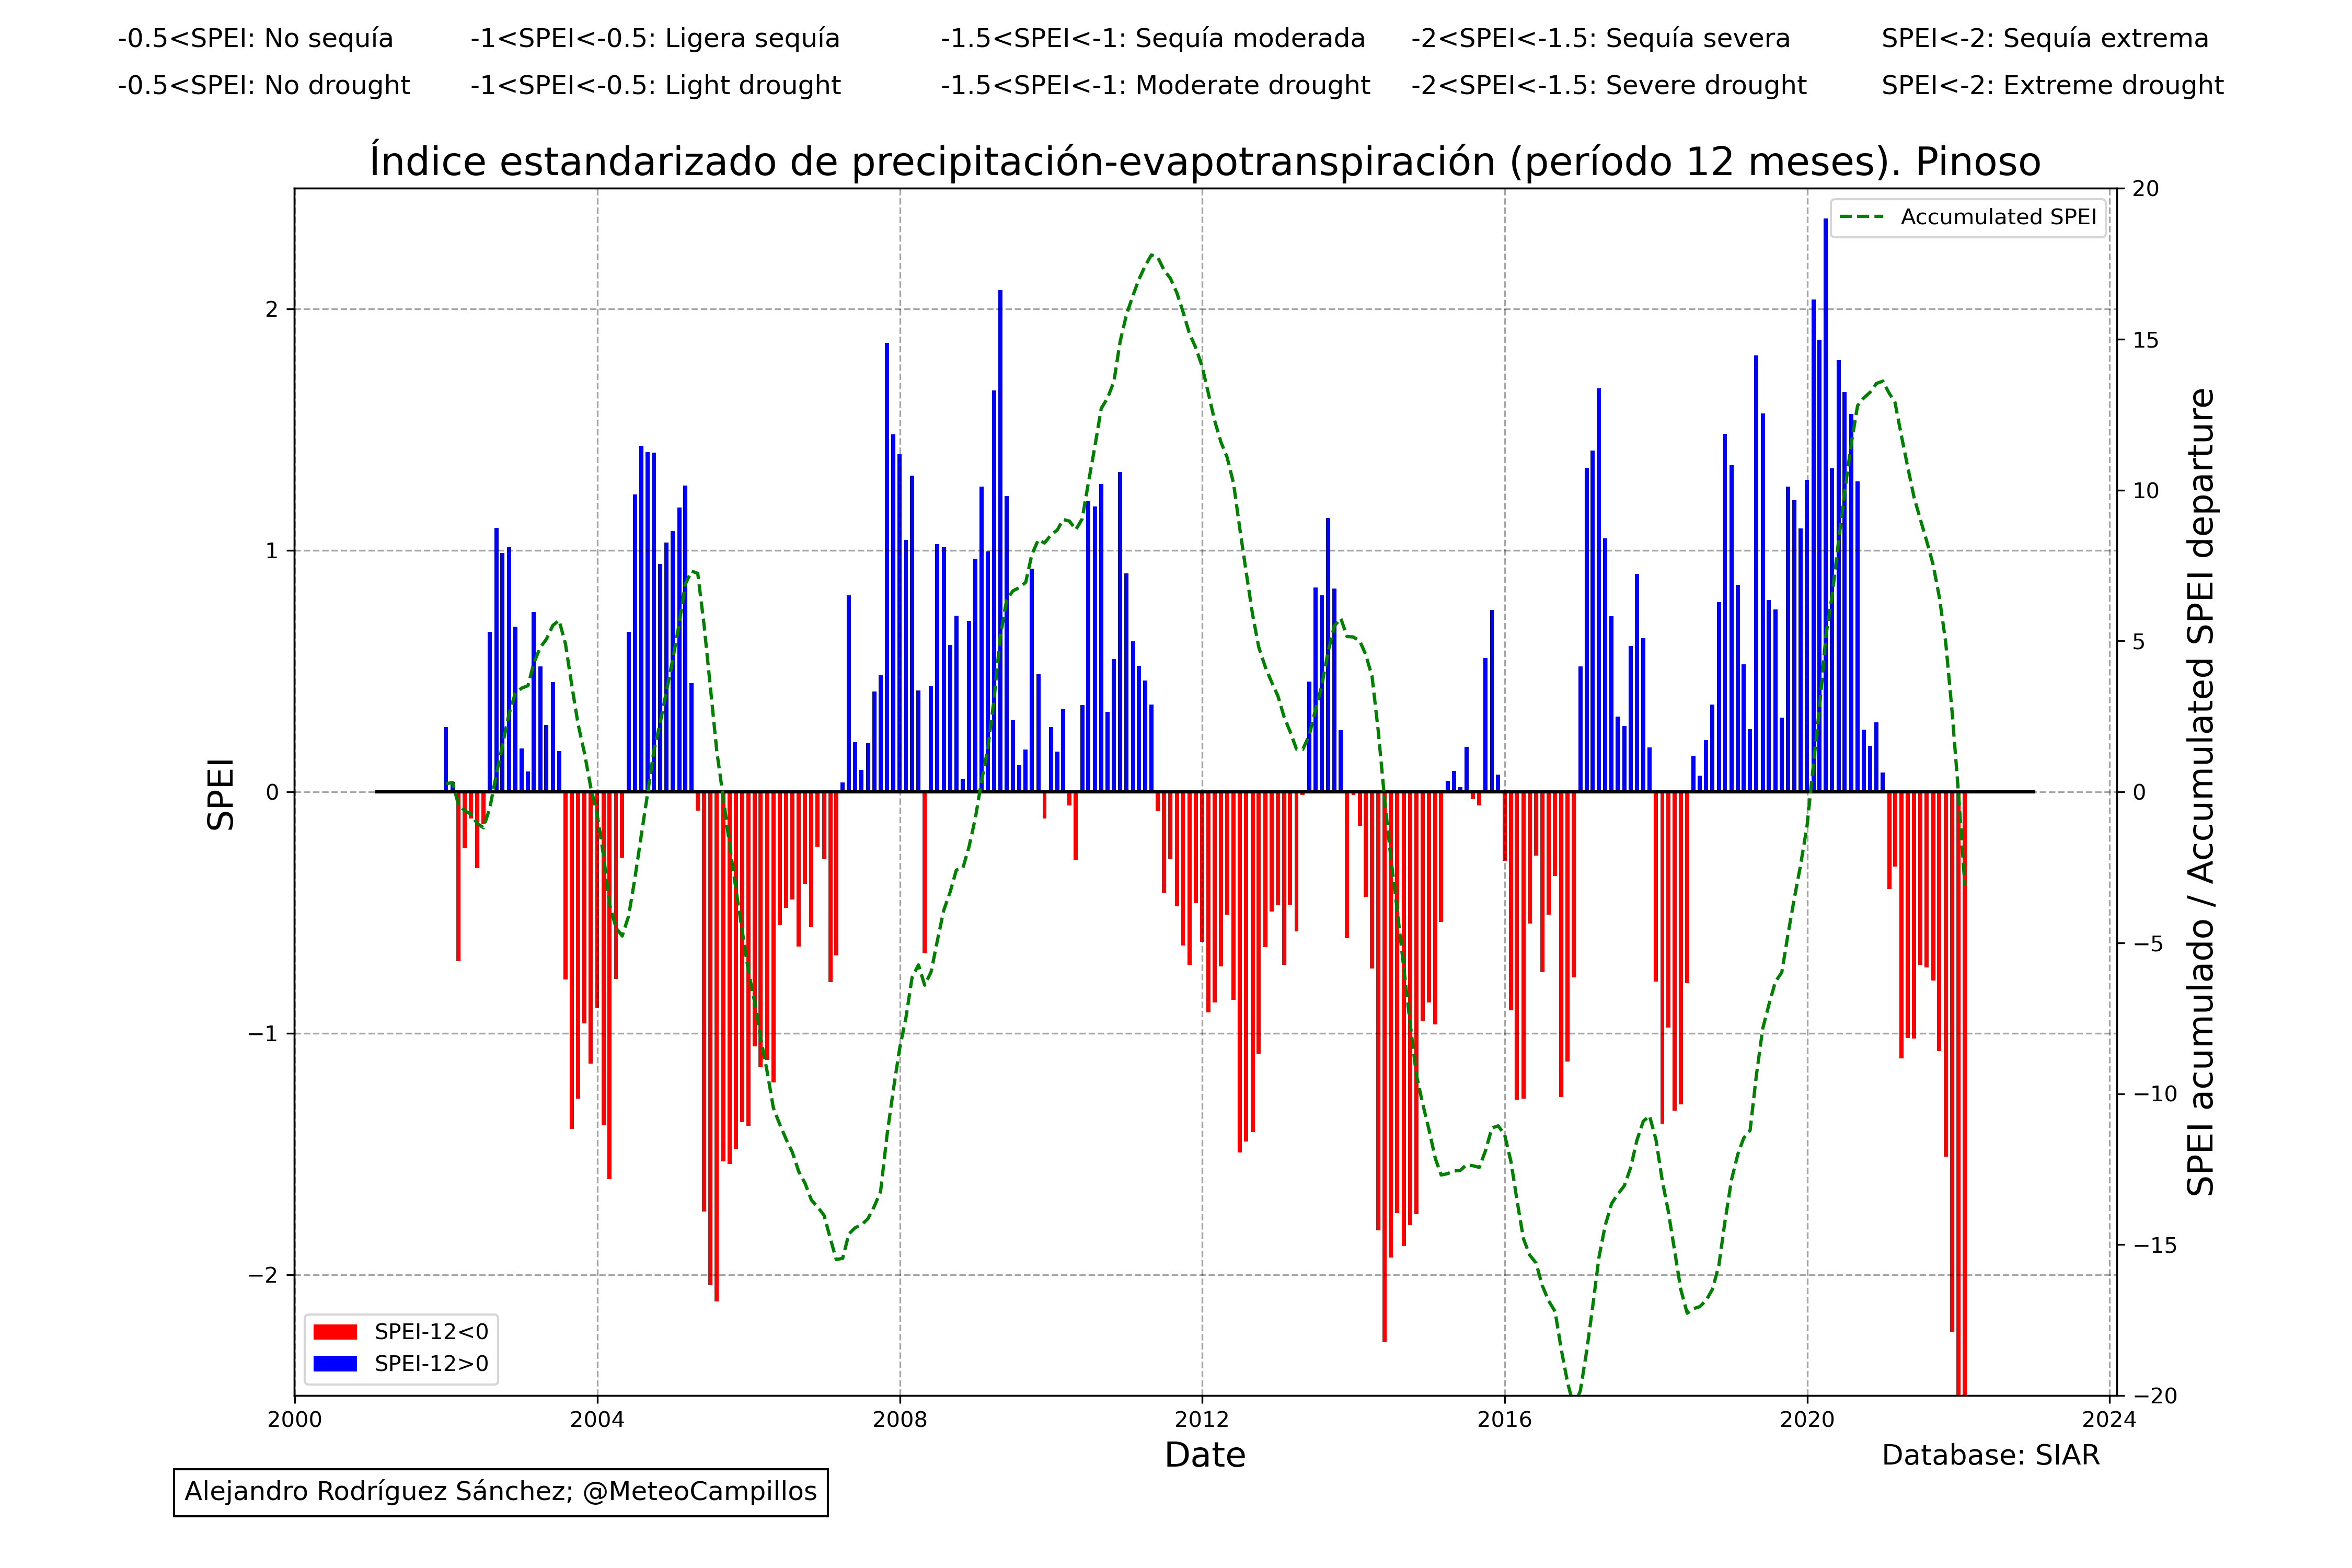 -0.5<SPEI: No sequía -1<SPEI<-0.5: Ligera sequía -1.5<SPEI<-1: Sequía moderada -2<SPEI<-1.5: Sequía severa SPEI<-2: Sequía extrema
-0.5<SPEI: No drought -1<SPEI<-0.5: Light drought -1.5<SPEI<-1: Moderate drought -2<SPEI<-1.5: Severe drought SPEI<-2: Extreme drought
Índice estandarizado de precipitación-evapotranspiración (período 12 meses). Pinoso
Accumulated SPEI
SPEI
2
1
0
−1
−2
20
15
10
5
0
−5
−10
−15
−20
SPEI acumulado / Accumulated SPEI departure
SPEI-12<0
SPEI-12>0
2000 2004 2008 2012 2016 2020 2024
Date
Database: SIAR
Alejandro Rodríguez Sánchez; @MeteoCampillos